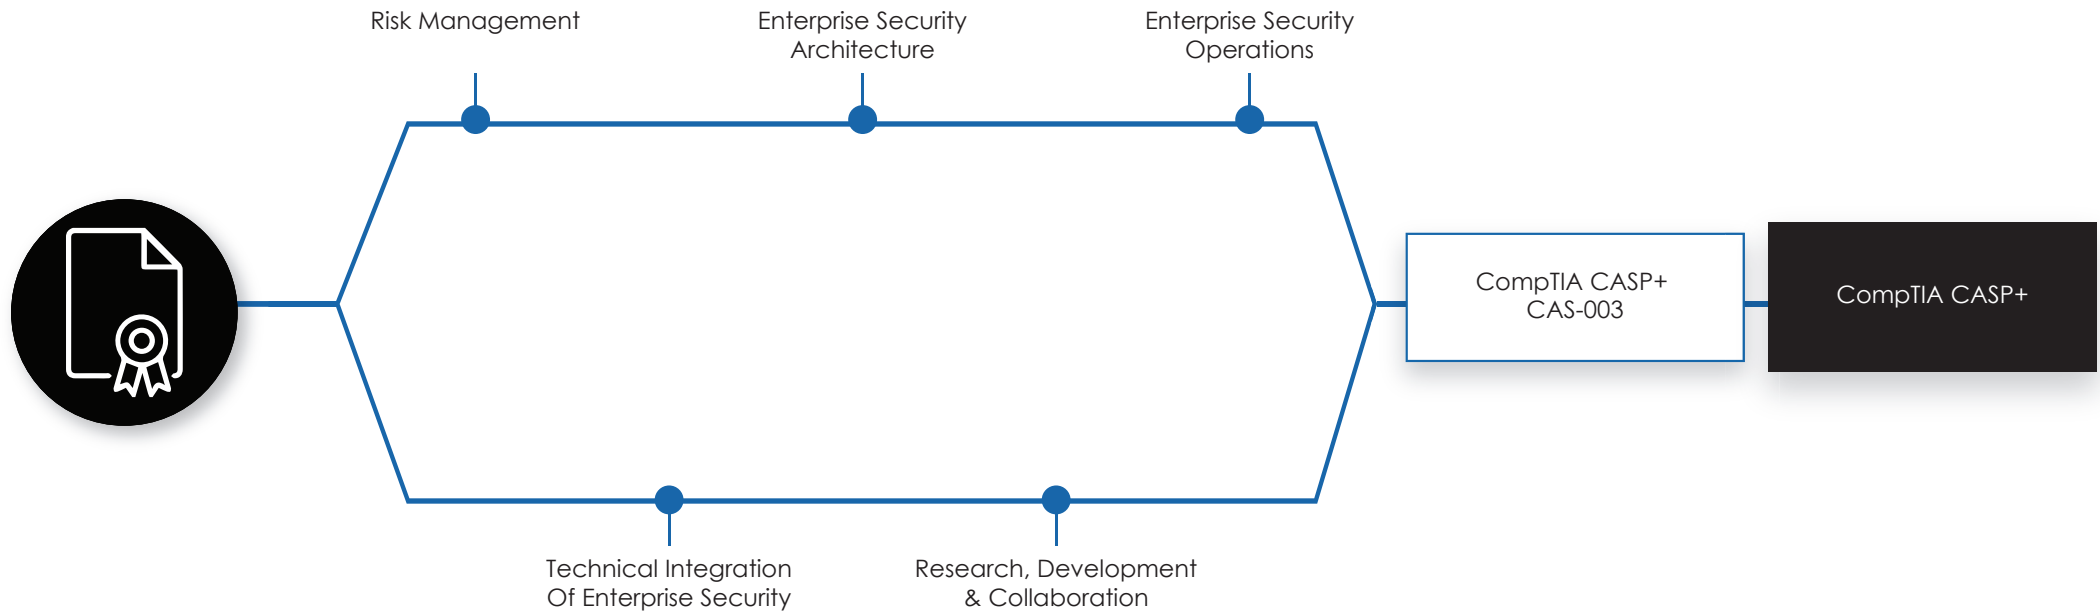 Risk Management
Enterprise Security
Architecture
Enterprise Security
Operations
CompTIA CASP+
CAS-003
CompTIA CASP+
Technical Integration
Of Enterprise Security
Research, Development
& Collaboration